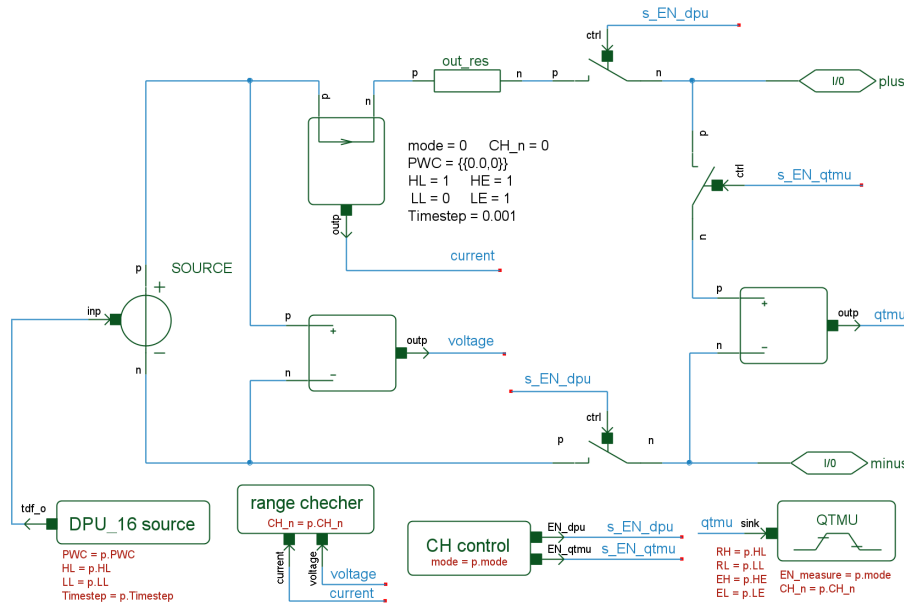 s_EN_dpu
ctrl
out_res
p
n
p
n
I/0
plus
p
n
mode = 0 CH_n = 0
PWC = {{0.0,0}}
HL = 1 HE = 1
LL = 0 LE = 1
Timestep = 0.001
p
ctrl
s_EN_qtmu
n
outp
current
p
SOURCE
+
inp
−
n
p
+
n
−
outp
voltage
p
+
n
−
outp
qtmu
s_EN_dpu
ctrl
p
n
I/0
minus
tdf_o
DPU_16 source
PWC = p.PWC
HL = p.HL
LL = p.LL
Timestep = p.Timestep
range checher
CH_n = p.CH_n
current
voltage
voltage
current
CH control
mode = p.mode
EN_dpu
s_EN_dpu
EN_qtmu
s_EN_qtmu
qtmu
sink
QTMU
RH = p.HL
RL = p.LL
EH = p.HE
EL = p.LE
EN_measure = p.mode
CH_n = p.CH_n